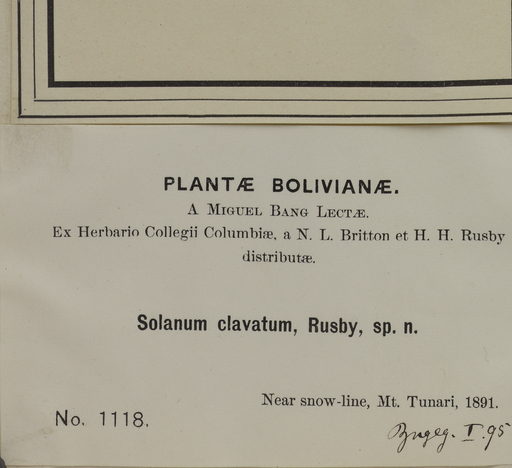 PLANTÆ BOLIVIANÆ.
A MIGUEL BANG LECTÆ.
Ex Herbario Collegii Columbiæ, a N. L. Britton et H. H. Rusby
distributæ.
Solanum clavatum, Rusby, sp. n.
Near snow-line, Mt. Tunari, 1891.
No. 1118.
I. 95